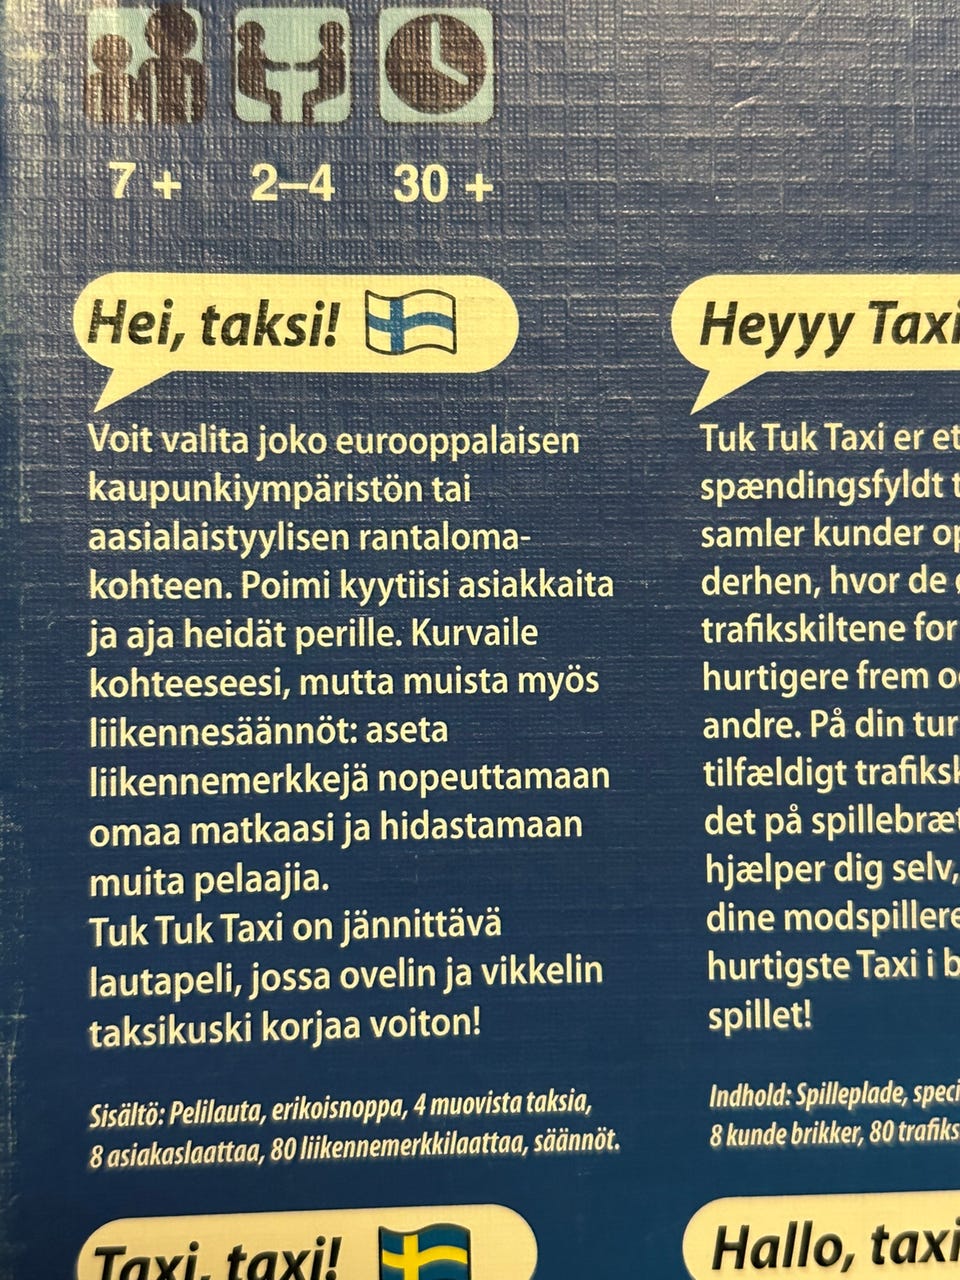 7 + 2–4 30 +
Hei, taksi!
Voit valita joko eurooppalaisen
kaupunkiympäristön tai
aasialaistyylisen rantaloma-
kohteen. Poimi kyytiisi asiakkaita
ja aja heidät perille. Kurvaile
kohteeseesi, mutta muista myös
liikennesäännöt: aseta
liikennemerkkejä nopeuttamaan
omaa matkaasi ja hidastamaan
muita pelaajia.
Tuk Tuk Taxi on jännittävä
lautapeli, jossa ovelin ja vikkelin
taksikuski korjaa voiton!
Sisältö: Pelilauta, erikoisnoppa, 4 muovista taksia,
8 asiakaslaattaa, 80 liikennemerkkilaattaa, säännöt.
Heyyy Taxi
Tuk Tuk Taxi er et
spændingsfyldt
samler kunder
derhen, hvor de
trafikskiltene for
hurtigere frem
andre. På din tur
tilfældigt
det på
hjælper dig selv,
dine modspillere
hurtigste Taxi i
spillet!
Indhold: Spilleplade,
8 kunde brikker, 80
Taxi, taxi!
Hallo, taxi